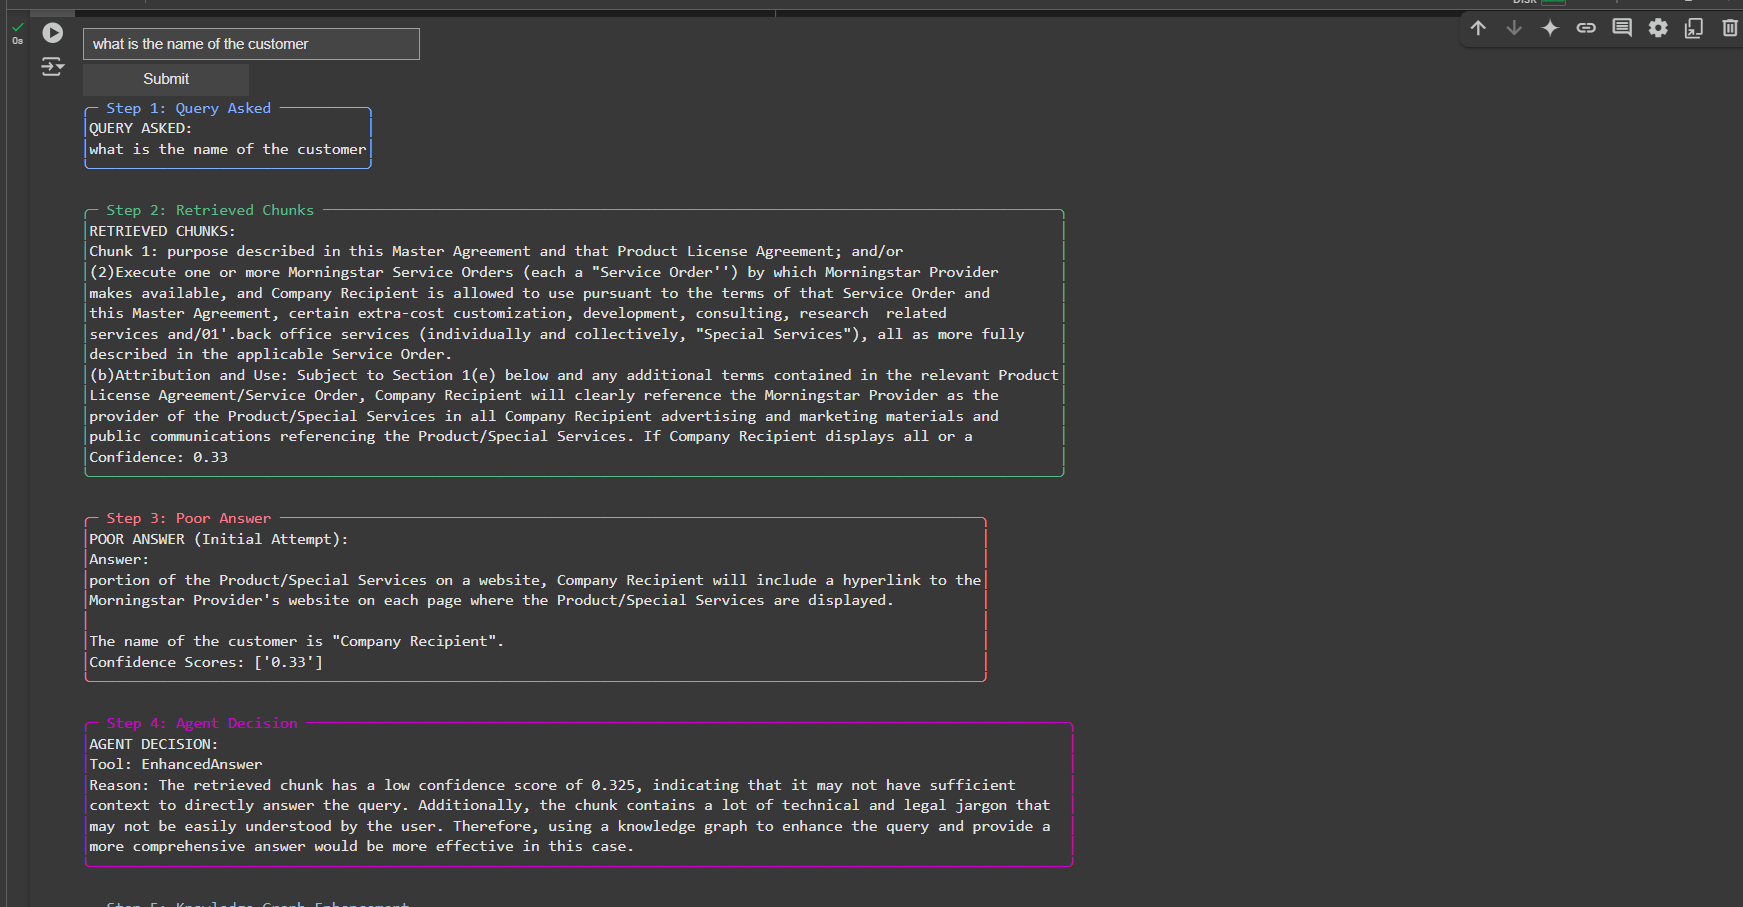 Disk
0s
what is the name of the customer
Submit
Step 1: Query Asked
QUERY ASKED:
what is the name of the customer
Step 2: Retrieved Chunks
RETRIEVED CHUNKS:
Chunk 1: purpose described in this Master Agreement and that Product License Agreement; and/or
(2)Execute one or more Morningstar Service Orders (each a "Service Order'') by which Morningstar Provider
makes available, and Company Recipient is allowed to use pursuant to the terms of that Service Order and
this Master Agreement, certain extra-cost customization, development, consulting, research  related
services and/01'.back office services (individually and collectively, "Special Services"), all as more fully
described in the applicable Service Order.
(b)Attribution and Use: Subject to Section 1(e) below and any additional terms contained in the relevant Product
License Agreement/Service Order, Company Recipient will clearly reference the Morningstar Provider as the
provider of the Product/Special Services in all Company Recipient advertising and marketing materials and
public communications referencing the Product/Special Services. If Company Recipient displays all or a
Confidence: 0.33
Step 3: Poor Answer
POOR ANSWER (Initial Attempt):
Answer:
portion of the Product/Special Services on a website, Company Recipient will include a hyperlink to the
Morningstar Provider's website on each page where the Product/Special Services are displayed.
The name of the customer is "Company Recipient".
Confidence Scores: ['0.33']
Step 4: Agent Decision
AGENT DECISION:
Tool: EnhancedAnswer
Reason: The retrieved chunk has a low confidence score of 0.325, indicating that it may not have sufficient
context to directly answer the query. Additionally, the chunk contains a lot of technical and legal jargon that
may not be easily understood by the user. Therefore, using a knowledge graph to enhance the query and provide a
more comprehensive answer would be more effective in this case.
Step 5: Knowledge Graph Enhancement